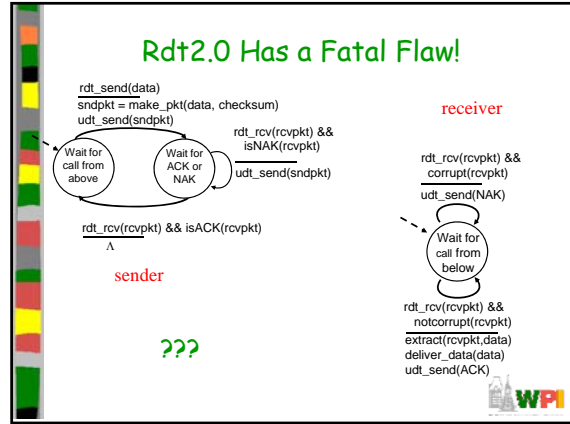 Rdt2.0 Has a Fatal Flaw!
rdt_send(data)
sndpkt = make_pkt(data, checksum)
udt_send(sndpkt)
Wait for
call from
above
Wait for
ACK or
NAK
rdt_rcv(rcvpkt) &&
isNAK(rcvpkt)
udt_send(sndpkt)
rdt_rcv(rcvpkt) && isACK(rcvpkt)
Λ
sender
receiver
rdt_rcv(rcvpkt) &&
corrupt(rcvpkt)
udt_send(NAK)
Wait for
call from
below
rdt_rcv(rcvpkt) &&
notcorrupt(rcvpkt)
extract(rcvpkt,data)
deliver_data(data)
udt_send(ACK)
???
WPI